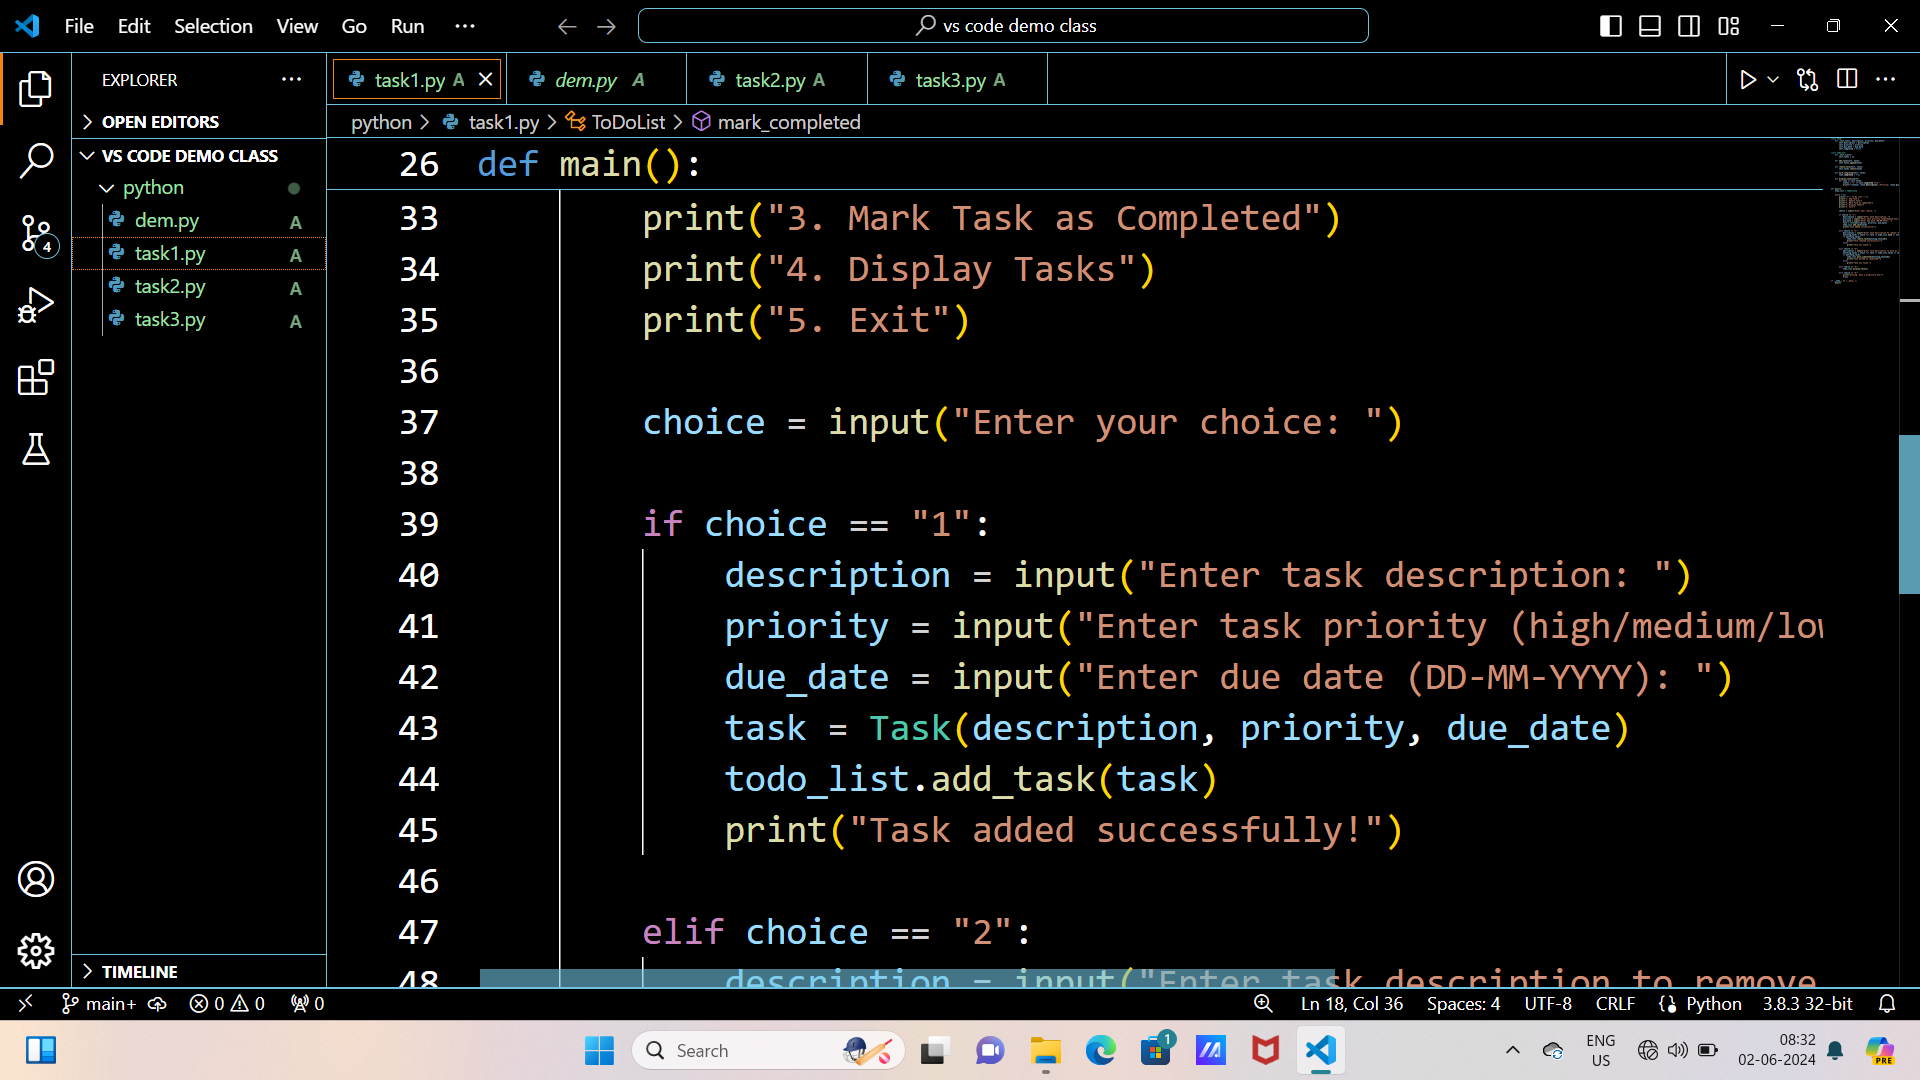 File Edit Selection View Go Run ···
vs code demo class
EXPLORER
OPEN EDITORS
VS CODE DEMO CLASS
python
dem.py A
task1.py A
task2.py A
task3.py A
TIMELINE
task1.py A dem.py A task2.py A task3.py A
python > task1.py > ToDoList > mark_completed
26 def main():
33 print("3. Mark Task as Completed")
34 print("4. Display Tasks")
35 print("5. Exit")
36
37 choice = input("Enter your choice: ")
38
39 if choice == "1":
40 description = input("Enter task description: ")
41 priority = input("Enter task priority (high/medium/lo
42 due_date = input("Enter due date (DD-MM-YYYY): ")
43 task = Task(description, priority, due_date)
44 todo_list.add_task(task)
45 print("Task added successfully!")
46
47 elif choice == "2":
48 description = input("Enter task description to remove
4
main+ 0 0 0
Ln 18, Col 36 Spaces: 4 UTF-8 CRLF Python 3.8.3 32-bit
Search
1
ENG
US
08:32
02-06-2024
PRE